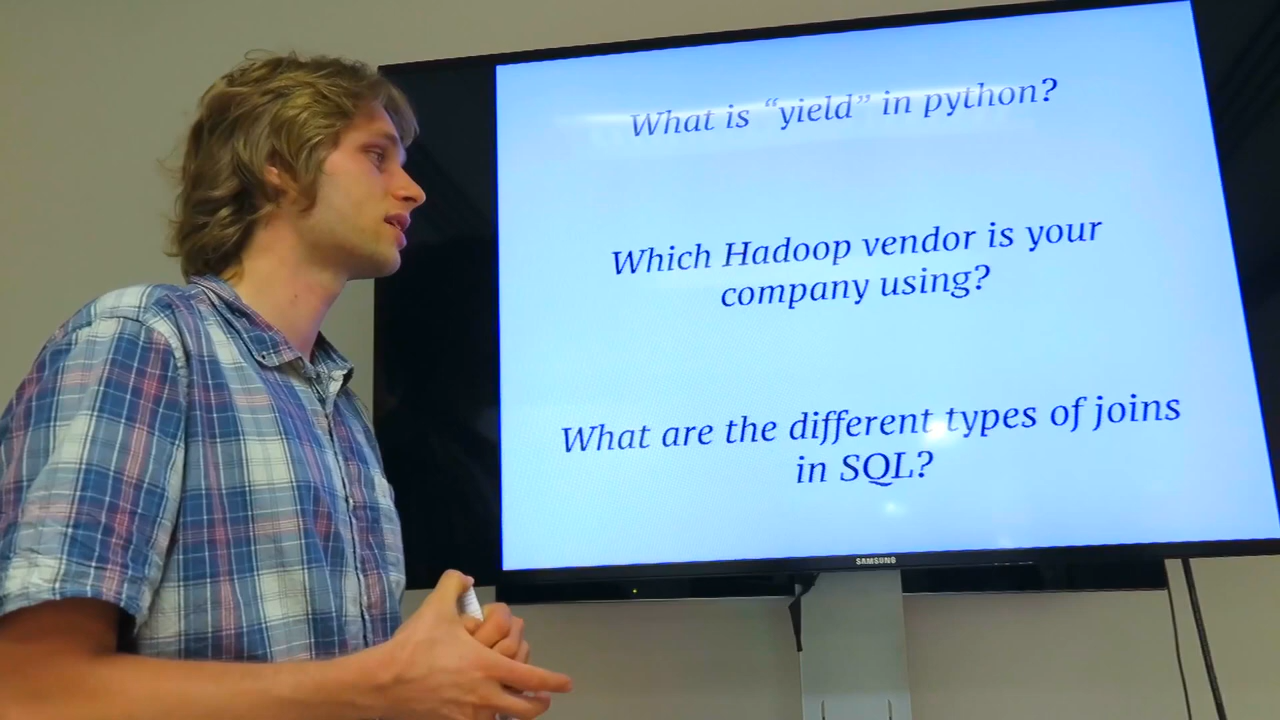 What is “yield” in python?
Which Hadoop vendor is your
company using?
What are the different types of joins
in SQL?
SAMSUNG